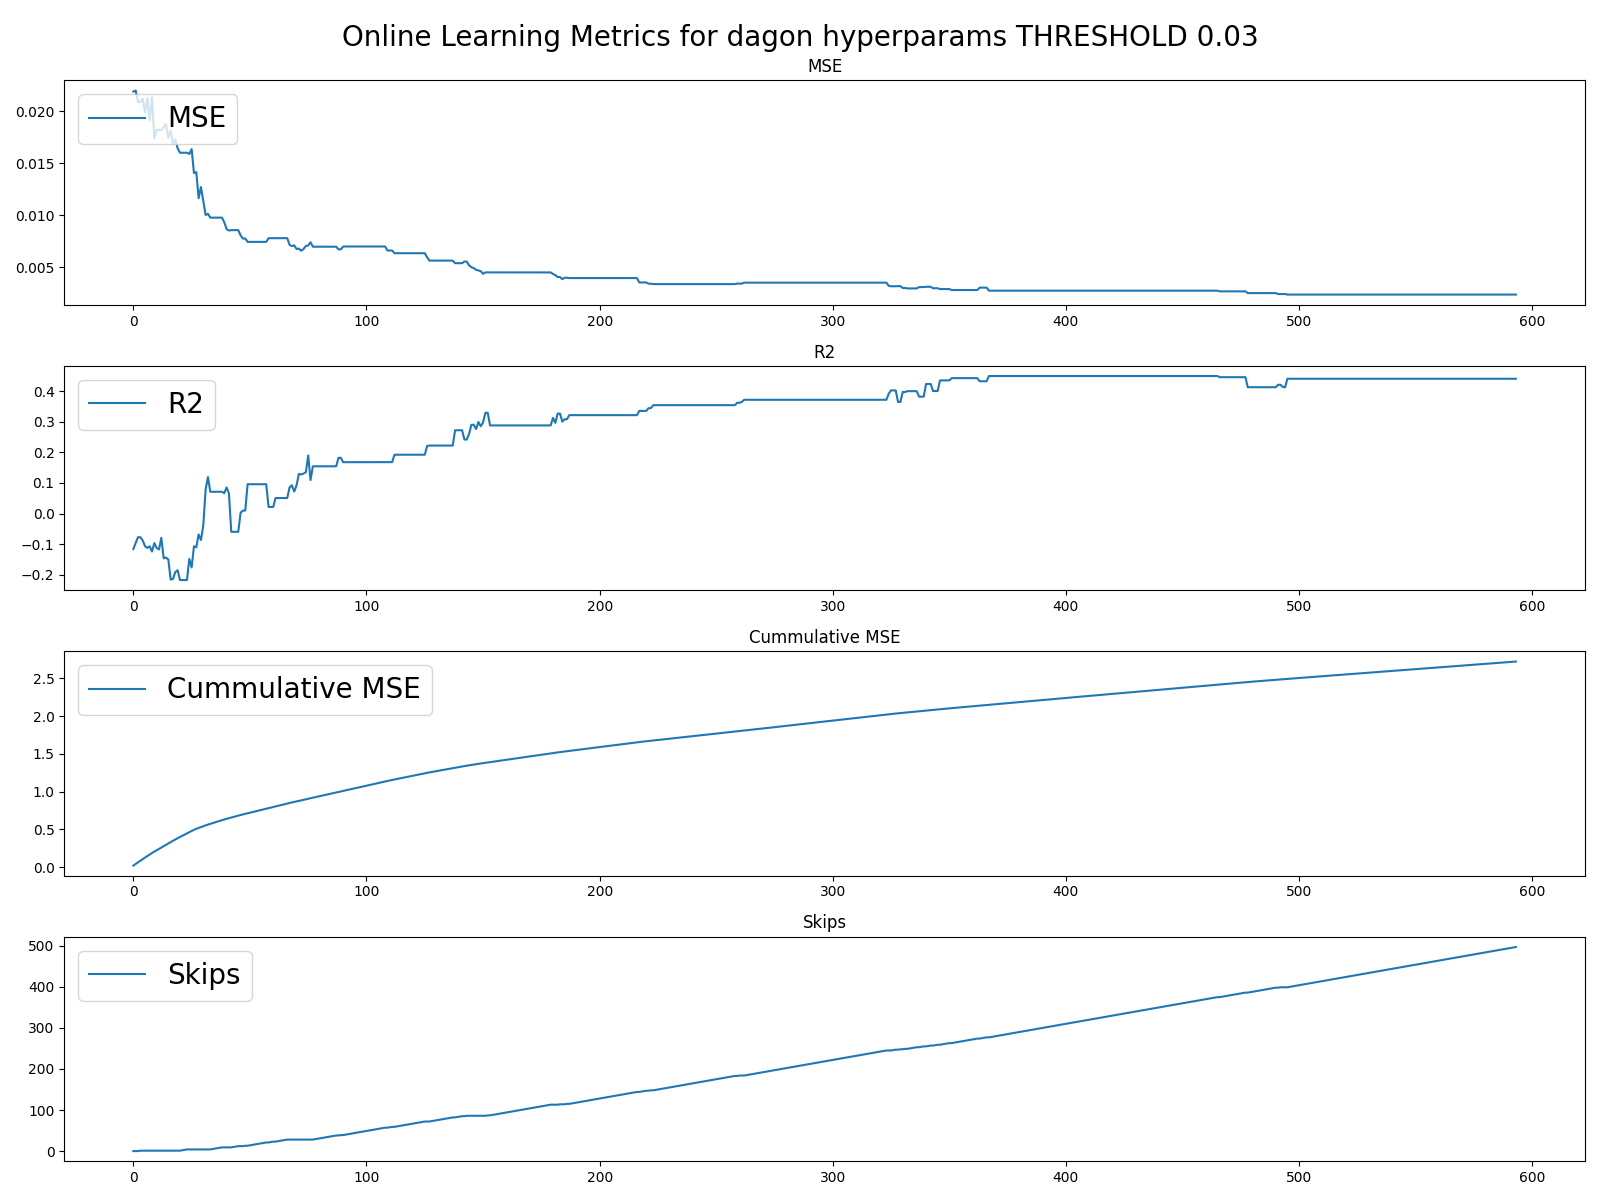 Online Learning Metrics for dagon hyperparams THRESHOLD 0.03
MSE
MSE
0.020
0.015
0.010
0.005
0 100 200 300 400 500 600
R2
R2
0.4
0.3
0.2
0.1
0.0
−0.1
−0.2
0 100 200 300 400 500 600
Cummulative MSE
Cummulative MSE
2.5
2.0
1.5
1.0
0.5
0.0
0 100 200 300 400 500 600
Skips
Skips
500
400
300
200
100
0
0 100 200 300 400 500 600